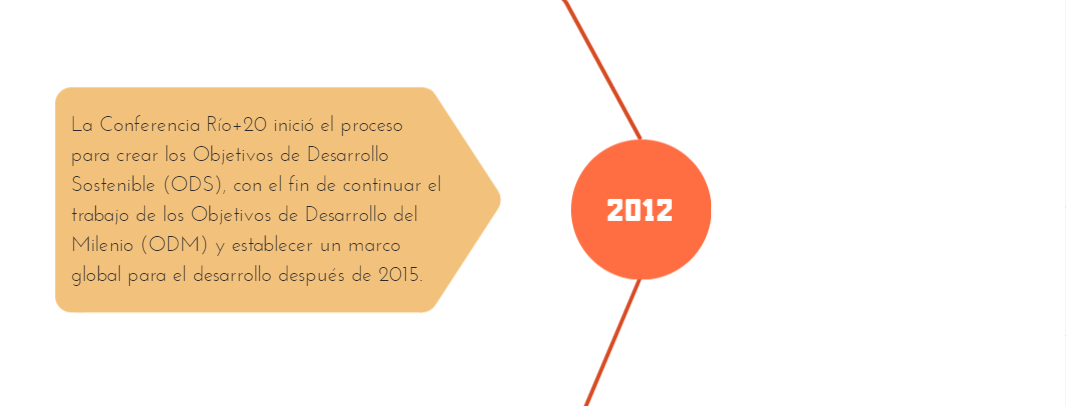 La Conferencia Río+20 inició el proceso
para crear los Objetivos de Desarrollo
Sostenible (ODS), con el fin de continuar el
trabajo de los Objetivos de Desarrollo del
Milenio (ODM) y establecer un marco
global para el desarrollo después de 2015.
2012